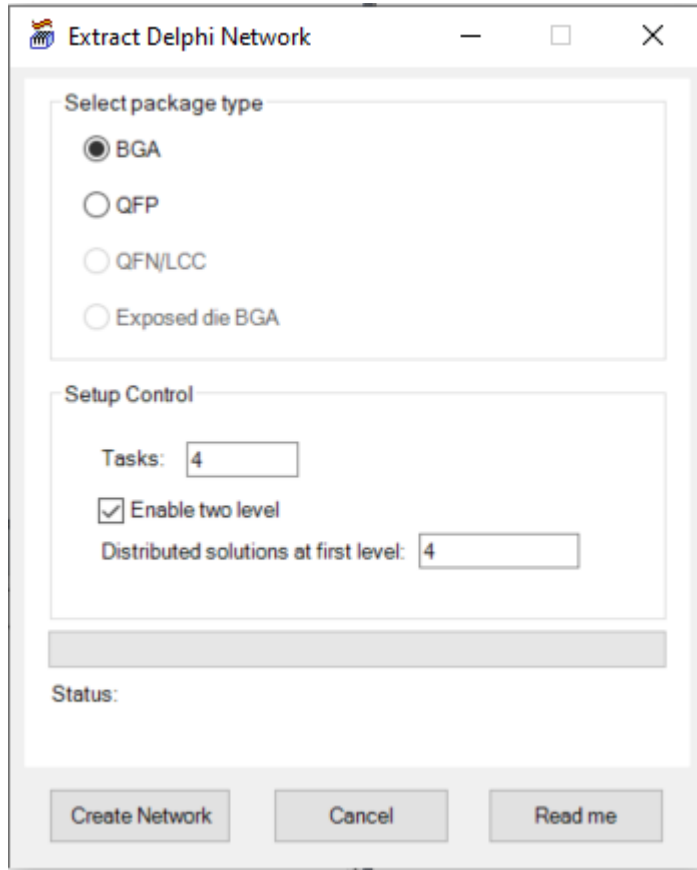 Extract Delphi Network
Select package type
BGA
QFP
QFN/LCC
Exposed die BGA
Setup Control
Tasks: 4
Enable two level
Distributed solutions at first level: 4
Status:
Create Network Cancel Read me